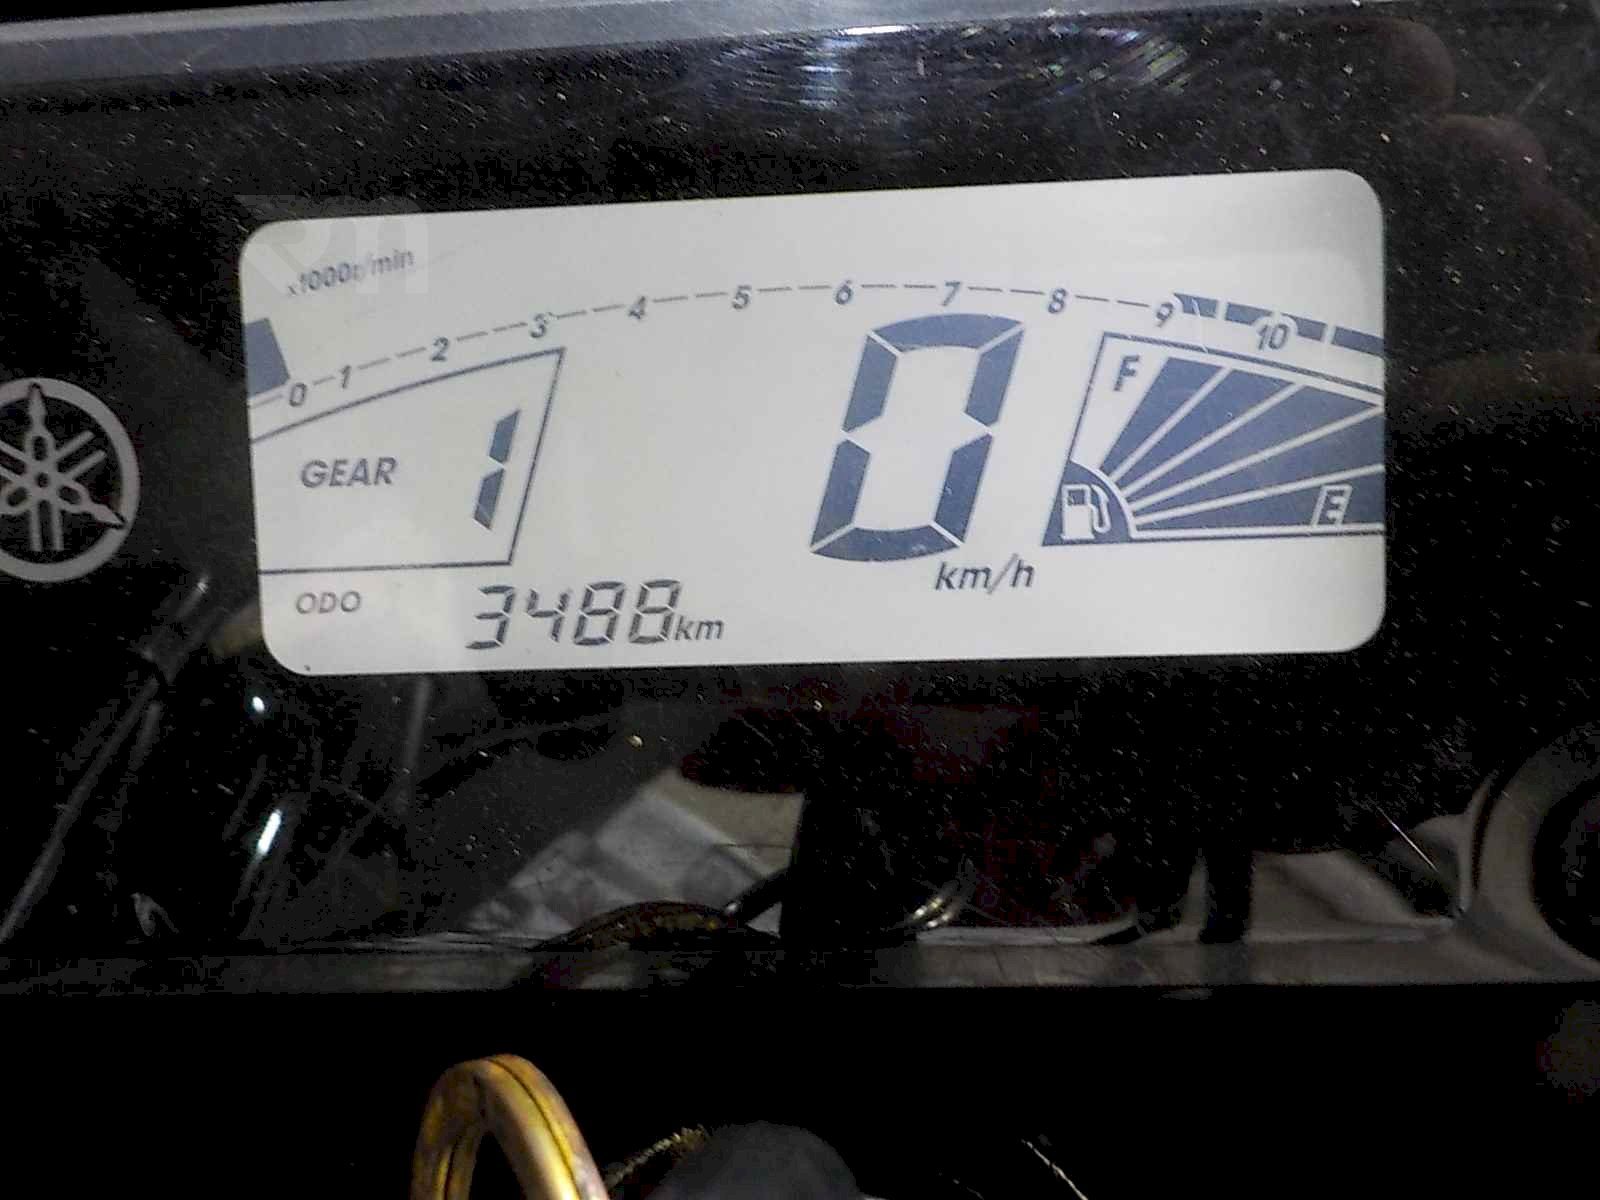 x1000r/min
0 1 2 3 4 5 6 7 8 9 10
GEAR 1
0
km/h
F
E
ODO 3488km